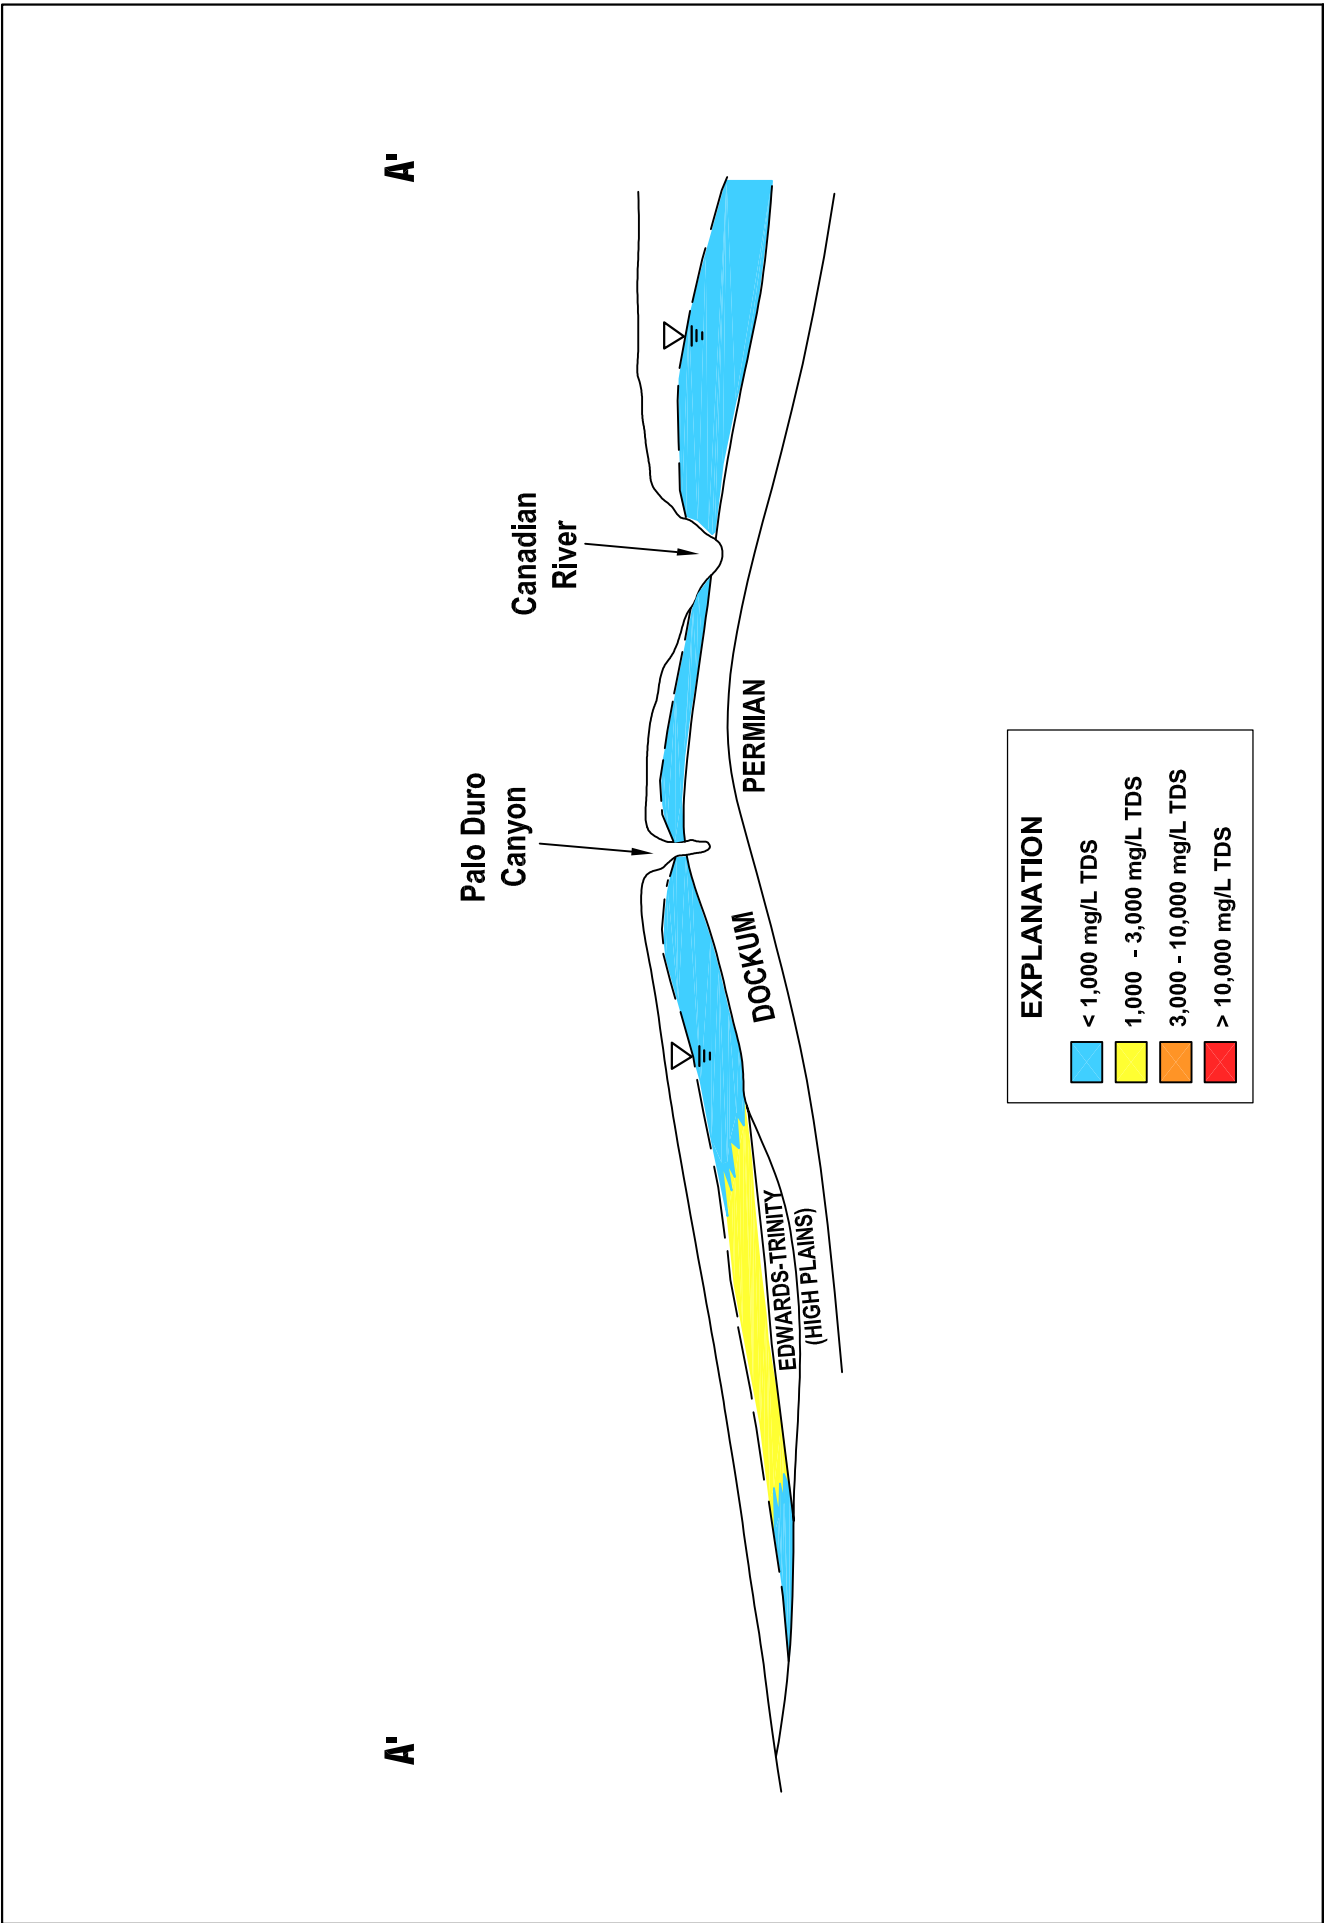 A'
A'
Palo Duro
Canyon
Canadian
River
PERMIAN
DOCKUM
EDWARDS-TRINITY
(HIGH PLAINS)
EXPLANATION
< 1,000 mg/L TDS
1,000 - 3,000 mg/L TDS
3,000 - 10,000 mg/L TDS
> 10,000 mg/L TDS